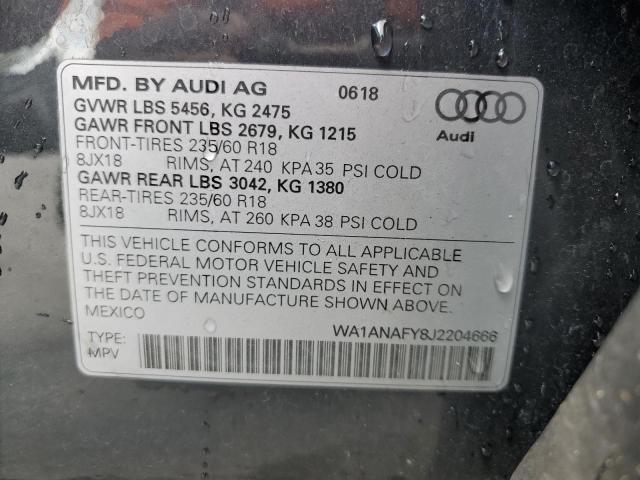 MFD. BY AUDI AG 0618
GVWR LBS 5456, KG 2475
GAWR FRONT LBS 2679, KG 1215
FRONT-TIRES 235/60 R18
8JX18 RIMS, AT 240 KPA 35 PSI COLD
GAWR REAR LBS 3042, KG 1380
REAR-TIRES 235/60 R18
8JX18 RIMS, AT 260 KPA 38 PSI COLD
Audi
THIS VEHICLE CONFORMS TO ALL APPLICABLE
U.S. FEDERAL MOTOR VEHICLE SAFETY AND
THEFT PREVENTION STANDARDS IN EFFECT ON
THE DATE OF MANUFACTURE SHOWN ABOVE.
MEXICO
WA1ANAFY8J2204666
TYPE:
MPV